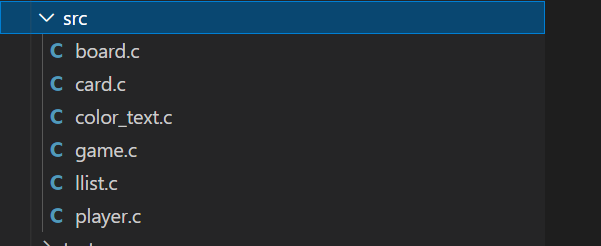 src
C board.c
C card.c
C color_text.c
C game.c
C llist.c
C player.c